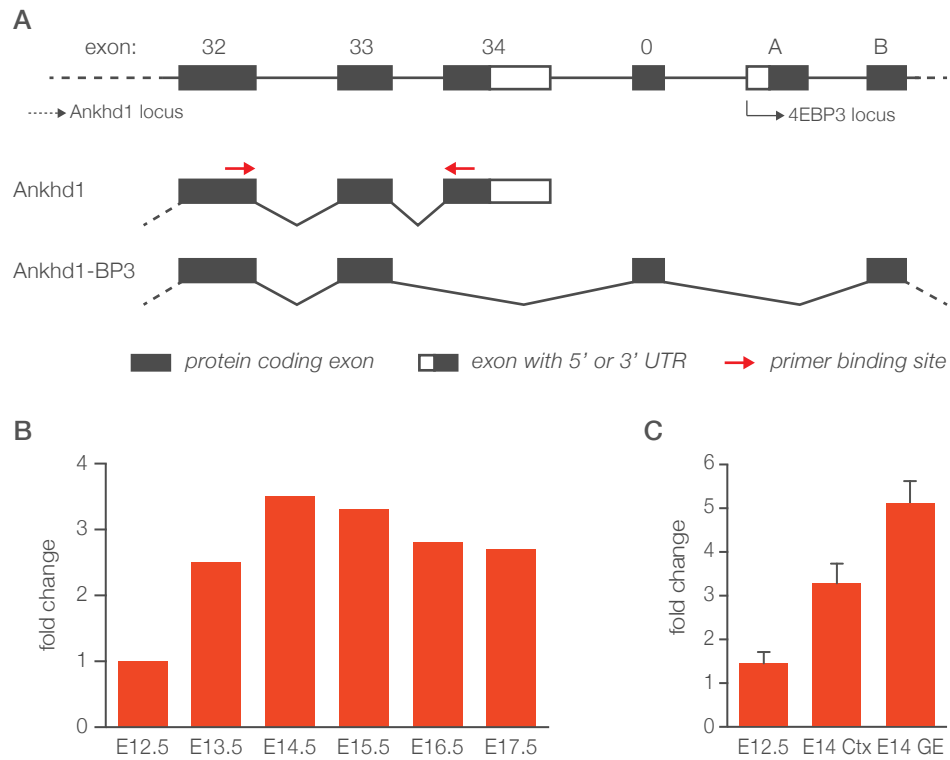 A
exon: 32 33 34 0 A B
Ankhd1 locus 4EBP3 locus
Ankhd1
Ankhd1-BP3
protein coding exon exon with 5’ or 3’ UTR primer binding site
B
fold change
4
3
2
1
0
E12.5 E13.5 E14.5 E15.5 E16.5 E17.5
C
fold change
6
5
4
3
2
1
0
E12.5 E14 Ctx E14 GE